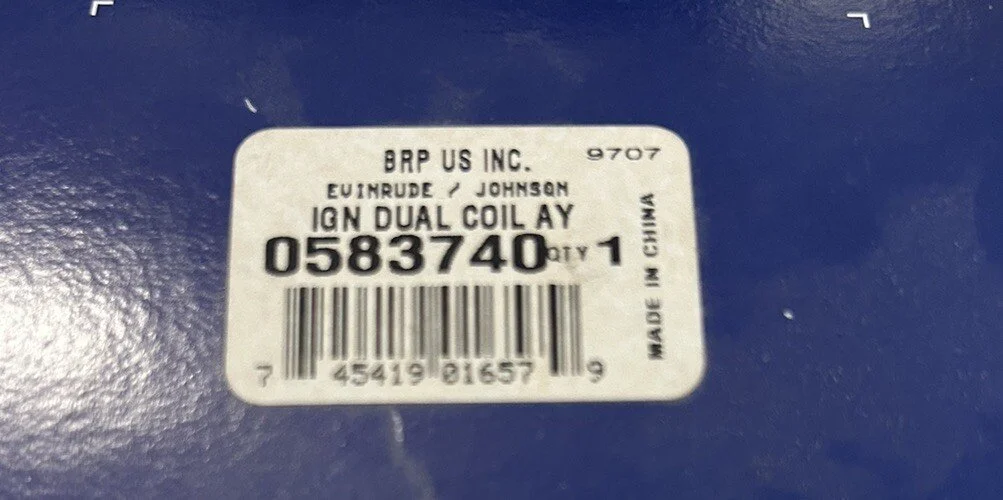 BRP US INC.
9707
EVINRUDE / JOHNSON
IGN DUAL COIL AY
0583740 QTY 1
MADE IN CHINA
7 45419 01657 9